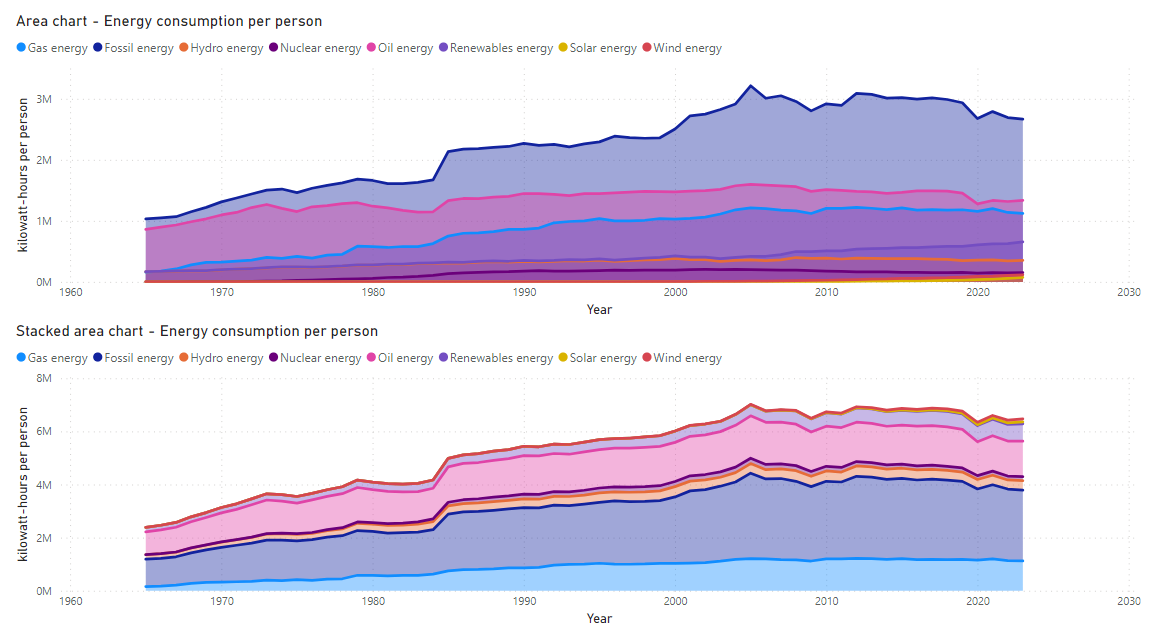 Area chart - Energy consumption per person
Gas energy Fossil energy Hydro energy Nuclear energy Oil energy Renewables energy Solar energy Wind energy
kilowatt-hours per person
3M
2M
1M
0M
1960 1970 1980 1990 2000 2010 2020 2030
Year
Stacked area chart - Energy consumption per person
Gas energy Fossil energy Hydro energy Nuclear energy Oil energy Renewables energy Solar energy Wind energy
kilowatt-hours per person
8M
6M
4M
2M
0M
1960 1970 1980 1990 2000 2010 2020 2030
Year